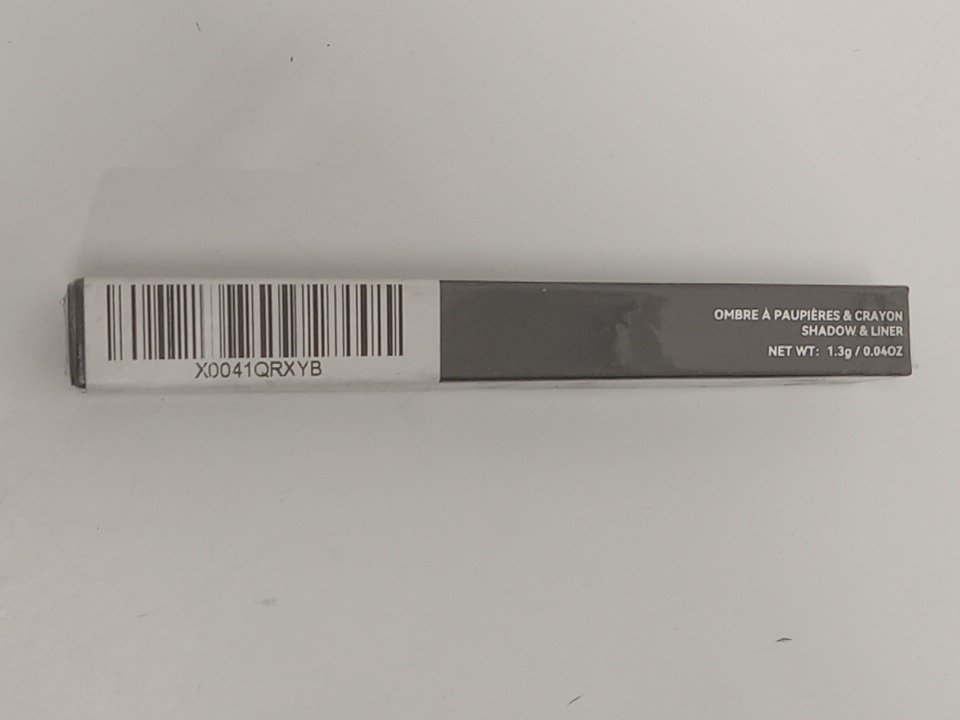 X0041QRXYB
OMBRE À PAUPIÈRES & CRAYON
SHADOW & LINER
NET WT: 1.3g / 0.04OZ